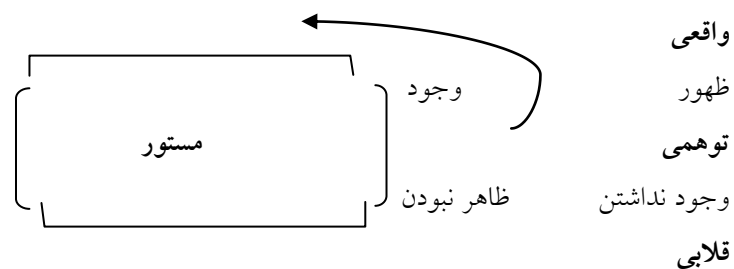 واقعی
ظهور وجود
توهمی مستور
وجود نداشتن ظاهر نبودن
قلابی